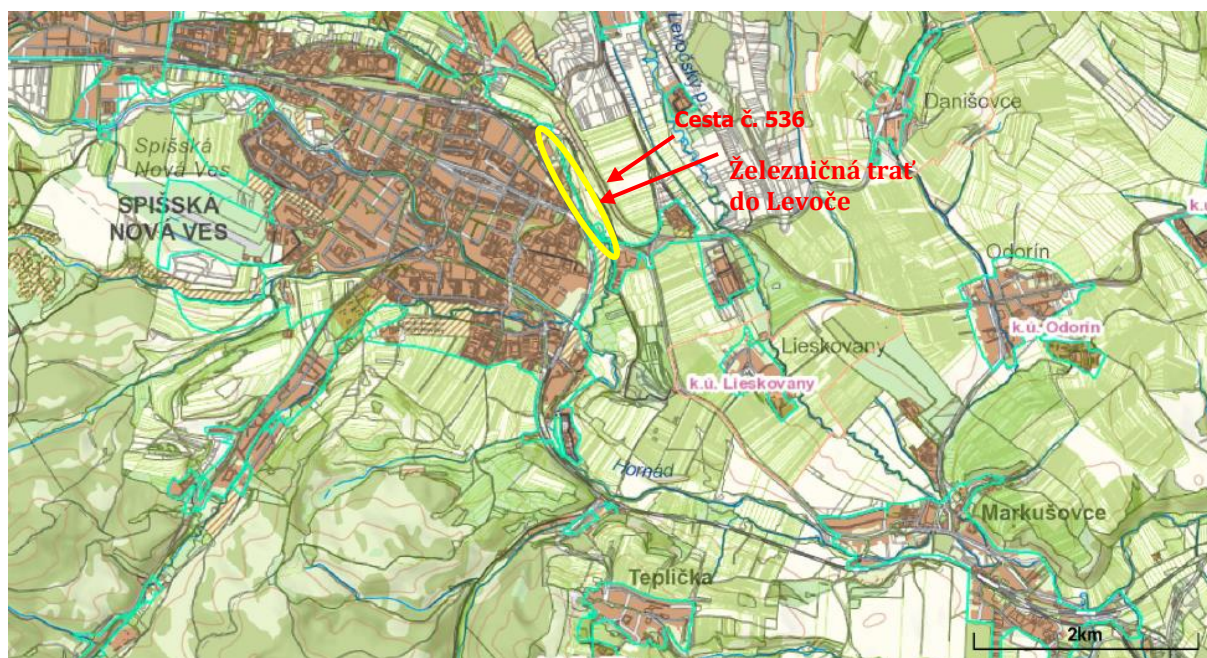 Levočský p.
Danišovce
Cesta č. 536
Železničná trať
do Levoče
Spišská
Nová Ves
SPIŠSKÁ
NOVÁ VES
k.ú
Odorín
k.ú. Odorín
Lieskovany
k.ú. Lieskovany
Hornád
Markušovce
Teplička
2km